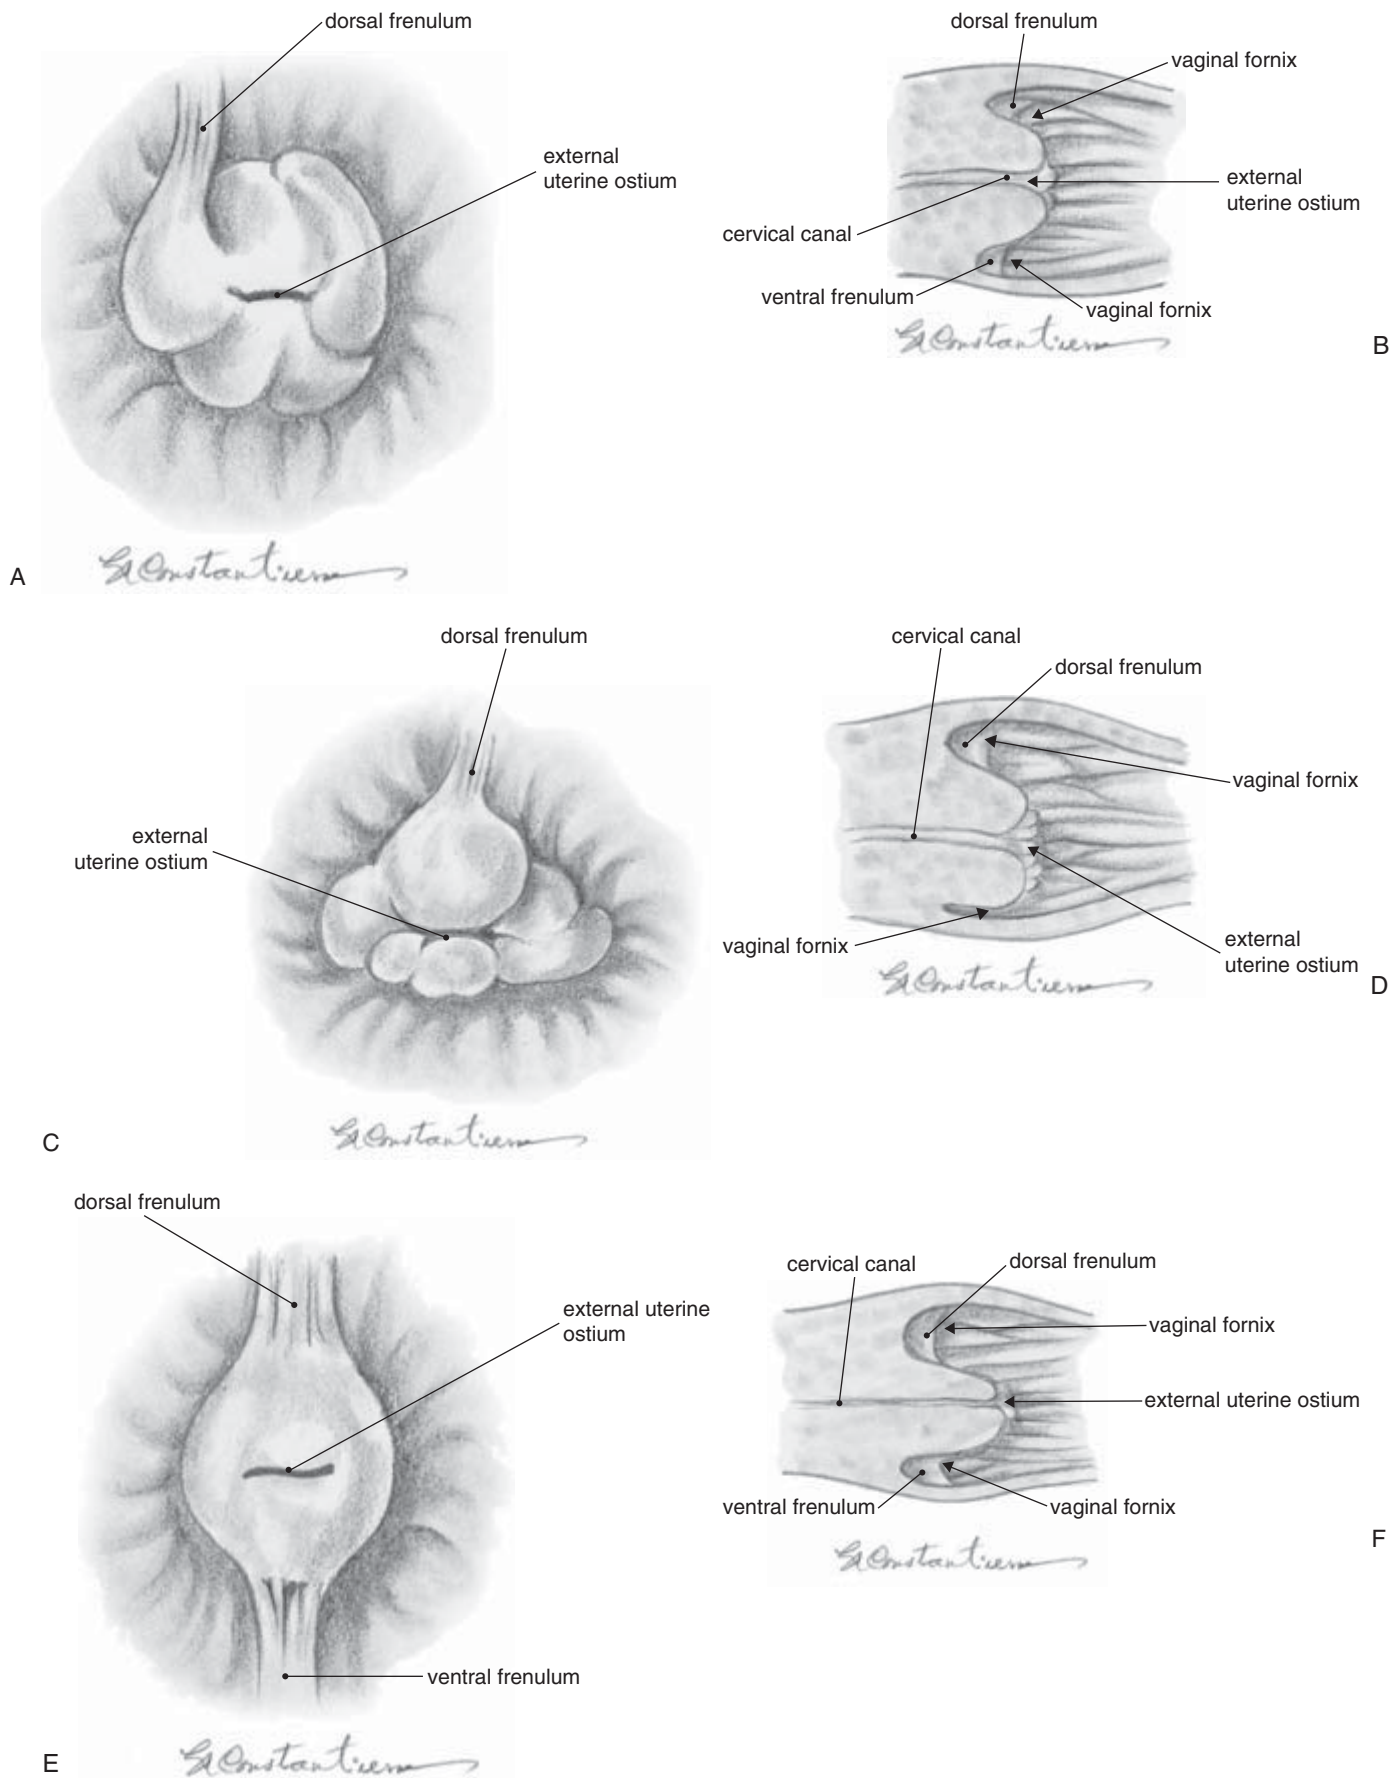 dorsal frenulum
external
uterine ostium
A
dorsal frenulum
vaginal fornix
external
uterine ostium
cervical canal
ventral frenulum
vaginal fornix
B
dorsal frenulum
external
uterine ostium
C
cervical canal
dorsal frenulum
vaginal fornix
vaginal fornix
external
uterine ostium
D
dorsal frenulum
external uterine
ostium
ventral frenulum
E
cervical canal
dorsal frenulum
vaginal fornix
external uterine ostium
ventral frenulum
vaginal fornix
F